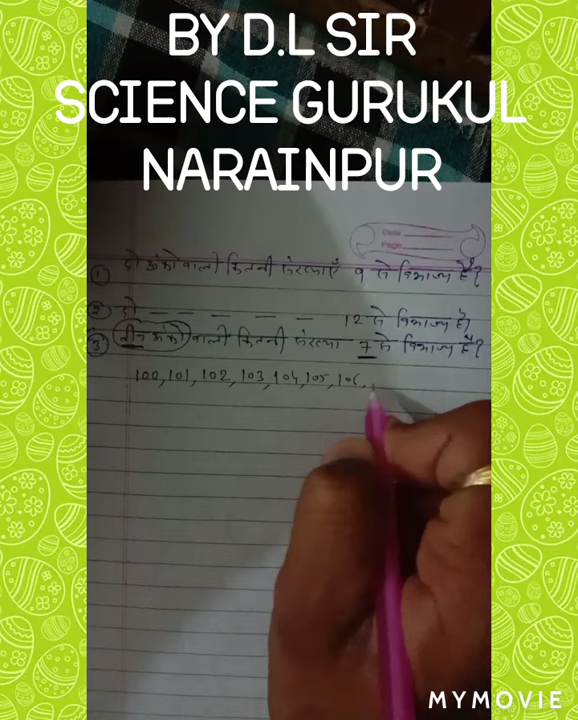 BY D.L SIR
SCIENCE GURUKUL
NARAINPUR
Date
Page
① दो अंको वाली कितनी संख्याएँ 9 से विभाज्य हैं?
② दो — — — — — 12 से विभाज्य है?
③ तीन अंको वाली कितनी संख्या 7 से विभाज्य हैं?
100, 101, 102, 103, 104, 105, 106,
MYMOVIE